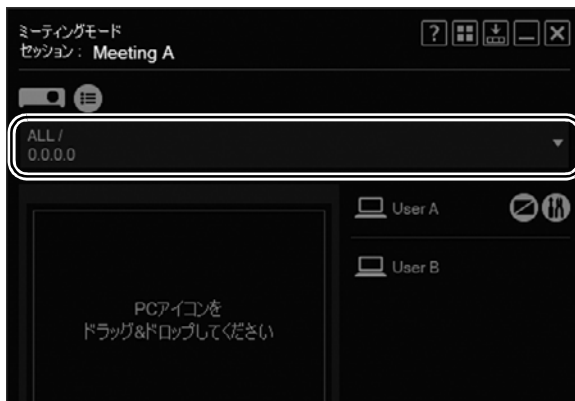 ミーティングモード
セッション： Meeting A
ALL /
0.0.0.0
User A
User B
PCアイコンを
ドラッグ&ドロップしてください